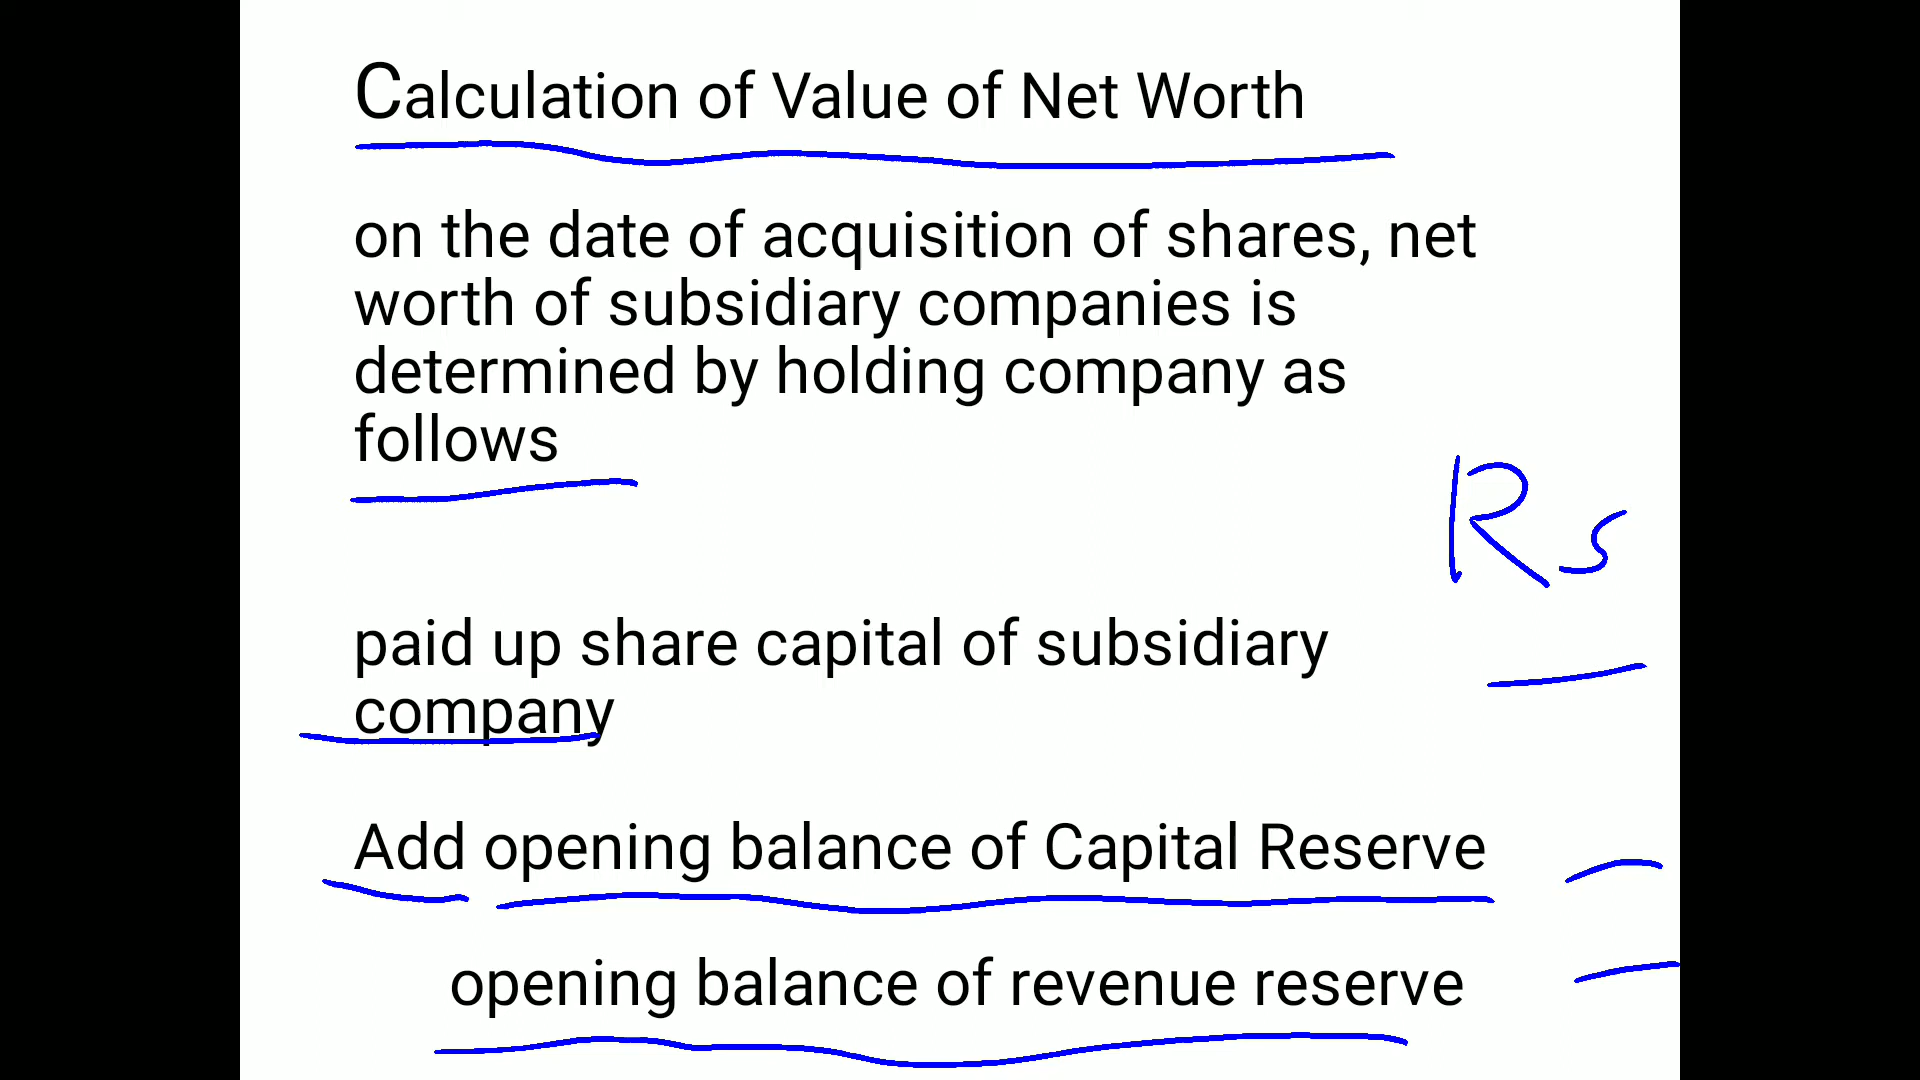 Calculation of Value of Net Worth
on the date of acquisition of shares, net
worth of subsidiary companies is
determined by holding company as
follows
Rs
paid up share capital of subsidiary
company
Add opening balance of Capital Reserve
opening balance of revenue reserve